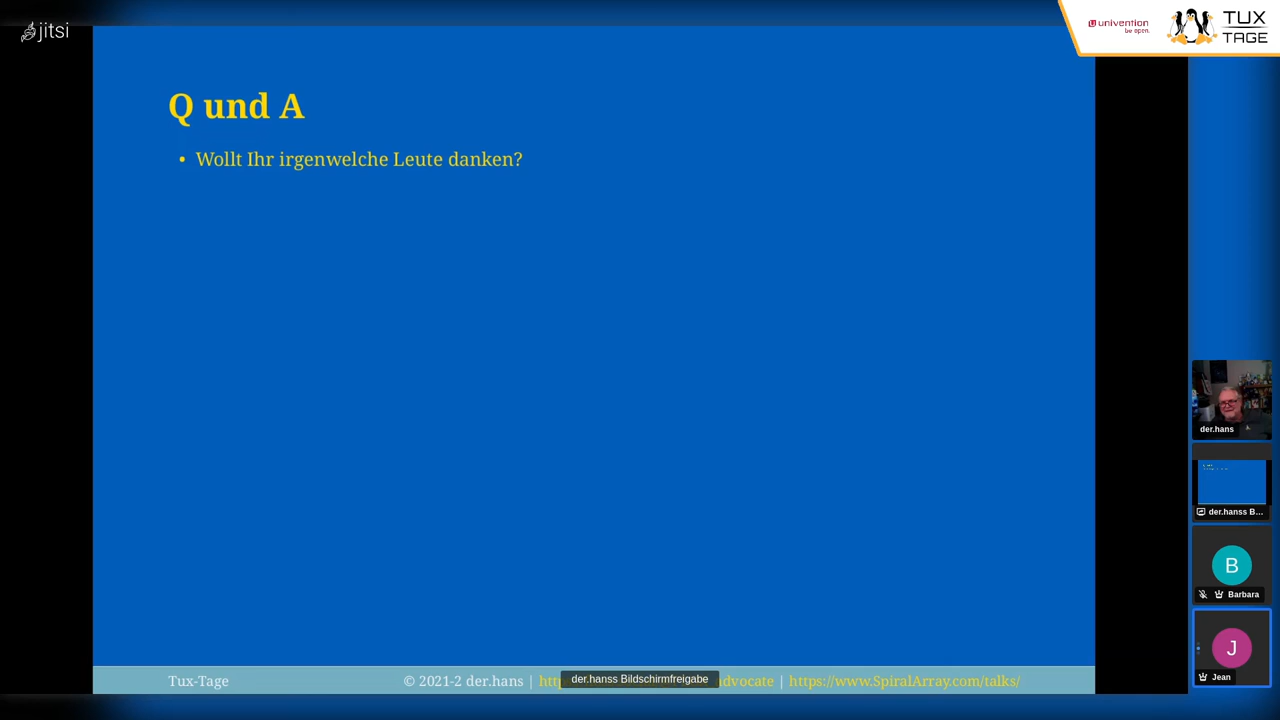 jitsi
univention
be open.
TUX
TAGE
Q und A
• Wollt Ihr irgenwelche Leute danken?
der.hans
der.hanss B...
Barbara
Jean
B
J
Tux-Tage
© 2021-2 der.hans | http advocate | https://www.SpiralArray.com/talks/
der.hanss Bildschirmfreigabe